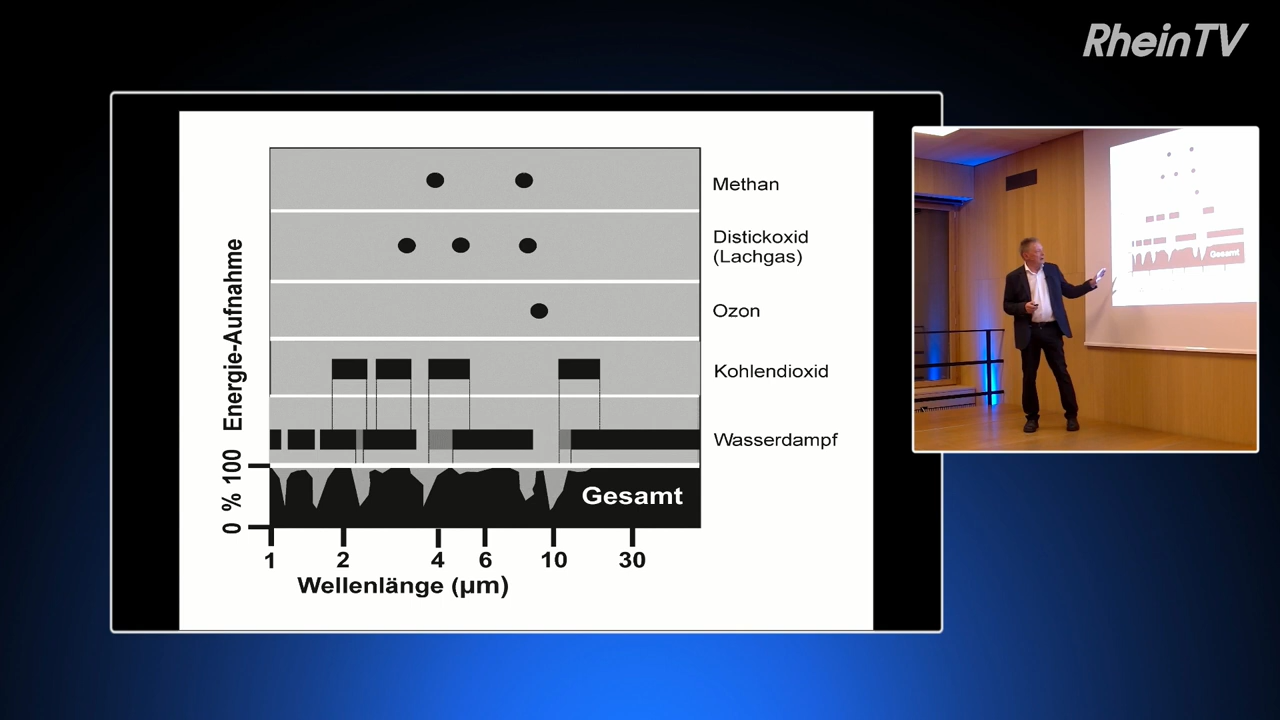 RheinTV
Methan
Distickoxid
(Lachgas)
Ozon
Kohlendioxid
Wasserdampf
Energie-Aufnahme
0 % 100
Gesamt
1 2 4 6 10 30
Wellenlänge (µm)
Gesamt